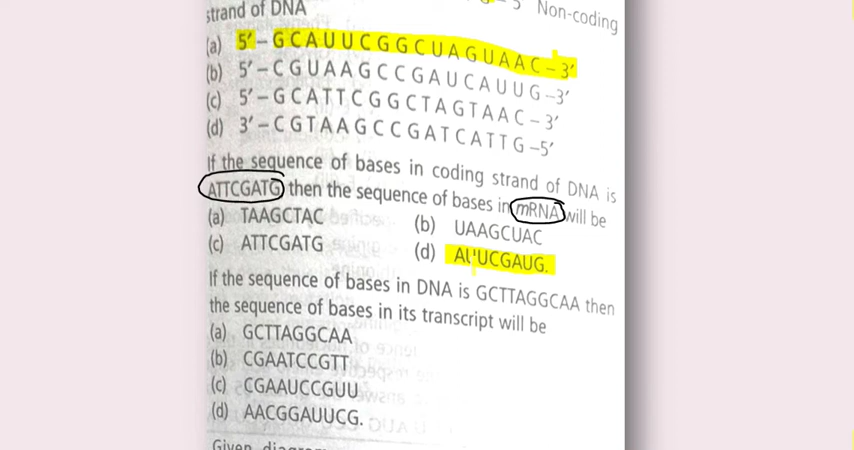 strand of DNA
5' Non-coding
(a) 5′ – G C A U U C G G C U A G U A A C – 3′
(b) 5′ – C G U A A G C C G A U C A U U G –3′
(c) 5′ – G C A T T C G G C T A G T A A C – 3′
(d) 3′ – C G T A A G C C G A T C A T T G –5′
If the sequence of bases in coding strand of DNA is
ATTCGATG then the sequence of bases in mRNA will be
(a) TAAGCTAC (b) UAAGCUAC
(c) ATTCGATG (d) AUUCGAUG.
If the sequence of bases in DNA is GCTTAGGCAA then
the sequence of bases in its transcript will be
(a) GCTTAGGCAA
(b) CGAATCCGTT
(c) CGAAUCCGUU
(d) AACGGAUUCG.
Given